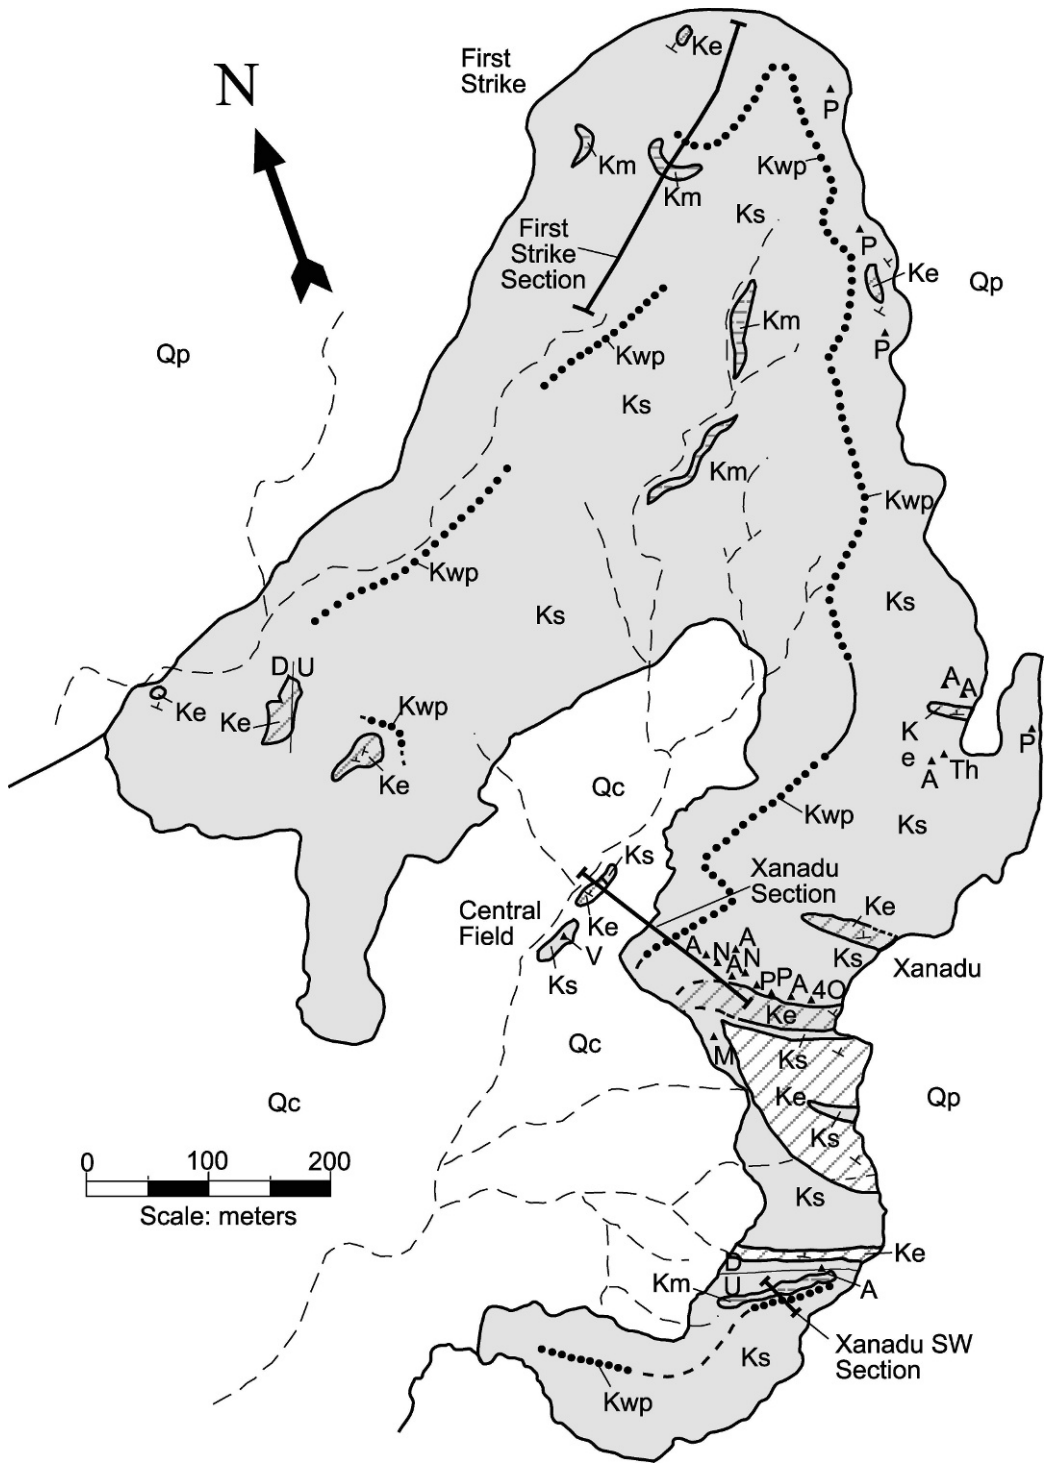 First
Strike
Ke
N
P
Km
Kwp
Km
Ks
First
Strike
Section
P
Ke
Qp
Km
P
Qp
Kwp
Ks
Km
Kwp
Kwp
Ks
Ks
D U
A A
Ke
Ke
Kwp
K
e
P
A Th
Ke
Qc
Kwp
Ks
Ks
Xanadu
Section
Central
Field
Ke
Ke
V
A N A
A N
Ks
Xanadu
Ks
P P A 4O
Ke
Qc
M
Ks
Qc
Ke
Qp
Ks
0 100 200
Scale: meters
Ks
Ke
D
U
Km
A
Xanadu SW
Section
Ks
Kwp